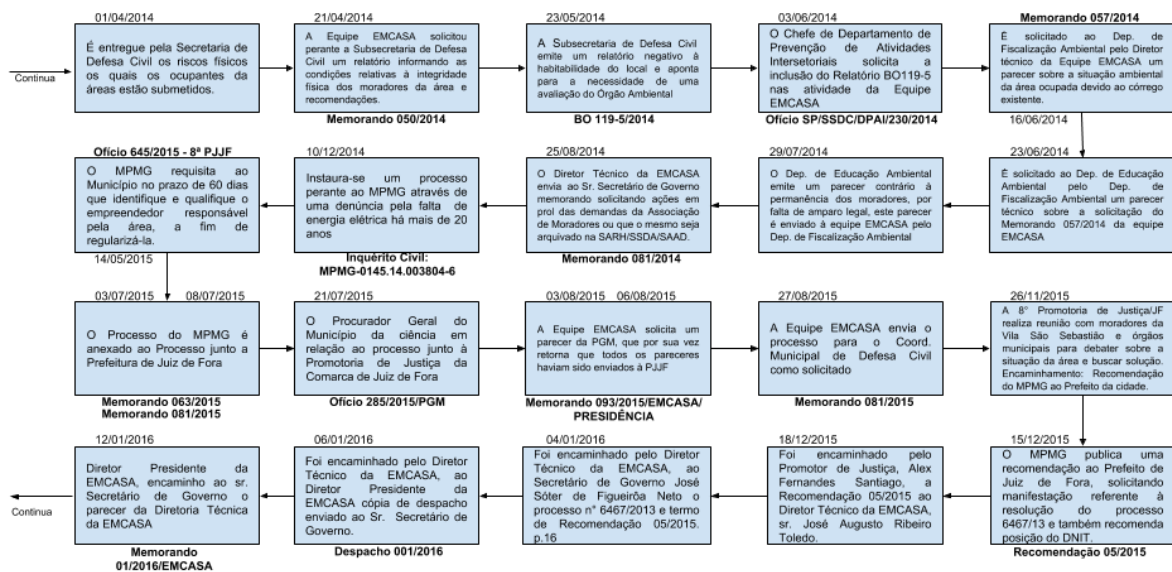 01/04/2014
É entregue pela Secretaria de
Defesa Civil os riscos físicos
os quais os ocupantes da
áreas estão submetidos.
Continua
21/04/2014
A Equipe EMCASA solicitou
perante a Subsecretaria de Defesa
Civil um relatório informando as
condições relativas à integridade
física dos moradores da área e
recomendações.
Memorando 050/2014
23/05/2014
A Subsecretaria de Defesa Civil
emite um relatório negativo à
habitabilidade do local e aponta
para a necessidade de uma
avaliação do Órgão Ambiental
BO 119-5/2014
03/06/2014
O Chefe de Departamento de
Prevenção de Atividades
Intersetoriais solicita a
inclusão do Relatório BO119-5
nas atividade da Equipe
EMCASA
Ofício SP/SSDC/DPAI/230/2014
Memorando 057/2014
É solicitado ao Dep. de
Fiscalização Ambiental pelo Diretor
técnico da Equipe EMCASA um
parecer sobre a situação ambiental
da área ocupada devido ao córrego
existente.
16/06/2014
23/06/2014
É solicitado ao Dep. de Educação
Ambiental pelo Dep. de
Fiscalização Ambiental um parecer
técnico sobre a solicitação do
Memorando 057/2014 da equipe
EMCASA
29/07/2014
O Dep. de Educação Ambiental
emite um parecer contrário à
permanência dos moradores, por
falta de amparo legal, este parecer
é enviado à equipe EMCASA pelo
Dep. de Fiscalização Ambiental
25/08/2014
O Diretor Técnico da EMCASA
envia ao Sr. Secretário de Governo
memorando solicitando ações em
prol das demandas da Associação
de Moradores ou que o mesmo seja
arquivado na SARH/SSDA/SAAD.
Memorando 081/2014
10/12/2014
Instaura-se um processo
perante ao MPMG através de
uma denúncia pela falta de
energia elétrica há mais de 20
anos
Inquérito Civil:
MPMG-0145.14.003804-6
Ofício 645/2015 - 8ª PJJF
O MPMG requisita ao
Município no prazo de 60 dias
que identifique e qualifique o
empreendedor responsável
pela área, a fim de
regularizá-la.
14/05/2015
03/07/2015 08/07/2015
O Processo do MPMG é
anexado ao Processo junto a
Prefeitura de Juiz de Fora
Memorando 063/2015
Memorando 081/2015
21/07/2015
O Procurador Geral do
Município da ciência em
relação ao processo junto à
Promotoria de Justiça da
Comarca de Juiz de Fora
Ofício 285/2015/PGM
03/08/2015 06/08/2015
A Equipe EMCASA solicita um
parecer da PGM, que por sua vez
retorna que todos os pareceres
haviam sido enviados à PJJF
Memorando 093/2015/EMCASA/
PRESIDÊNCIA
27/08/2015
A Equipe EMCASA envia o
processo para o Coord.
Municipal de Defesa Civil
como solicitado
Memorando 081/2015
26/11/2015
A 8° Promotoria de Justiça/JF
realiza reunião com moradores da
Vila São Sebastião e órgãos
municipais para debater sobre a
situação da área e buscar solução.
Encaminhamento: Recomendação
do MPMG ao Prefeito da cidade.
15/12/2015
O MPMG publica uma
recomendação ao Prefeito de
Juiz de Fora, solicitando
manifestação referente à
resolução do processo
6467/13 e também recomenda
posição do DNIT.
Recomendação 05/2015
18/12/2015
Foi encaminhado pelo
Promotor de Justiça, Alex
Fernandes Santiago, a
Recomendação 05/2015 ao
Diretor Técnico da EMCASA,
sr. José Augusto Ribeiro
Toledo.
04/01/2016
Foi encaminhado pelo Diretor
Técnico da EMCASA, ao
Secretário de Governo José
Sóter de Figueirôa Neto o
processo n° 6467/2013 e termo
de Recomendação 05/2015.
p.16
06/01/2016
Foi encaminhado pelo Diretor
Técnico da EMCASA, ao
Diretor Presidente da
EMCASA cópia de despacho
enviado ao Sr. Secretário de
Governo.
Despacho 001/2016
12/01/2016
Diretor Presidente da
EMCASA, encaminho ao sr.
Secretário de Governo o
parecer da Diretoria Técnica
da EMCASA
Memorando
01/2016/EMCASA
Continua